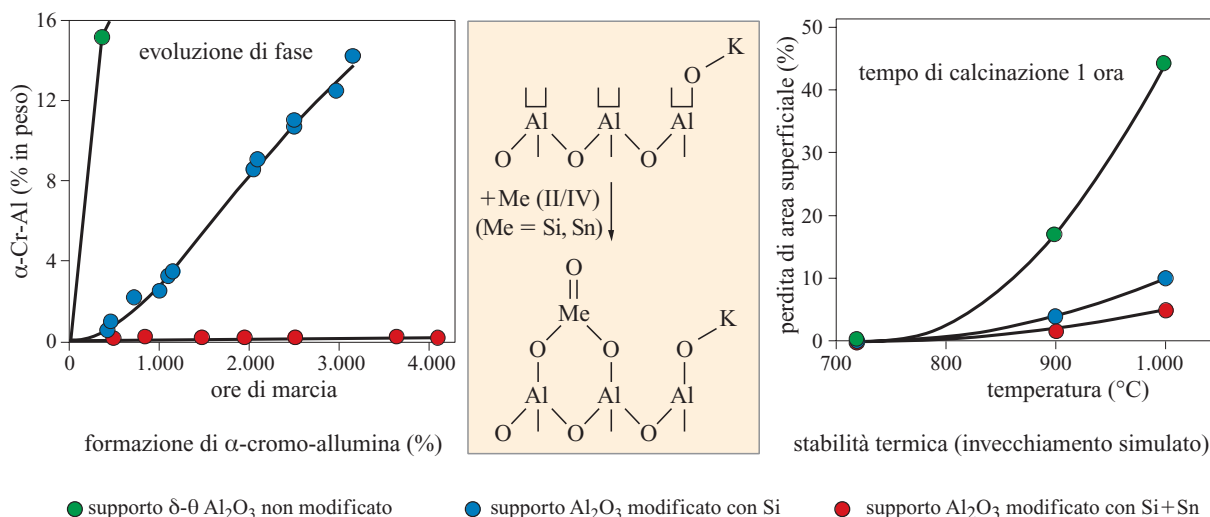 evoluzione di fase
α-Cr-Al (% in peso)
16
12
8
4
0
0
1.000
2.000
3.000
4.000
ore di marcia
formazione di α-cromo-allumina (%)
K
O
Al Al Al
O O O
+Me (II/IV)
(Me = Si, Sn)
O
Me
K
O O O
Al Al Al
O O O
tempo di calcinazione 1 ora
perdita di area superficiale (%)
50
40
30
20
10
0
700
800
900
1.000
temperatura (°C)
stabilità termica (invecchiamento simulato)
supporto δ-θ Al₂O₃ non modificato
supporto Al₂O₃ modificato con Si
supporto Al₂O₃ modificato con Si+Sn